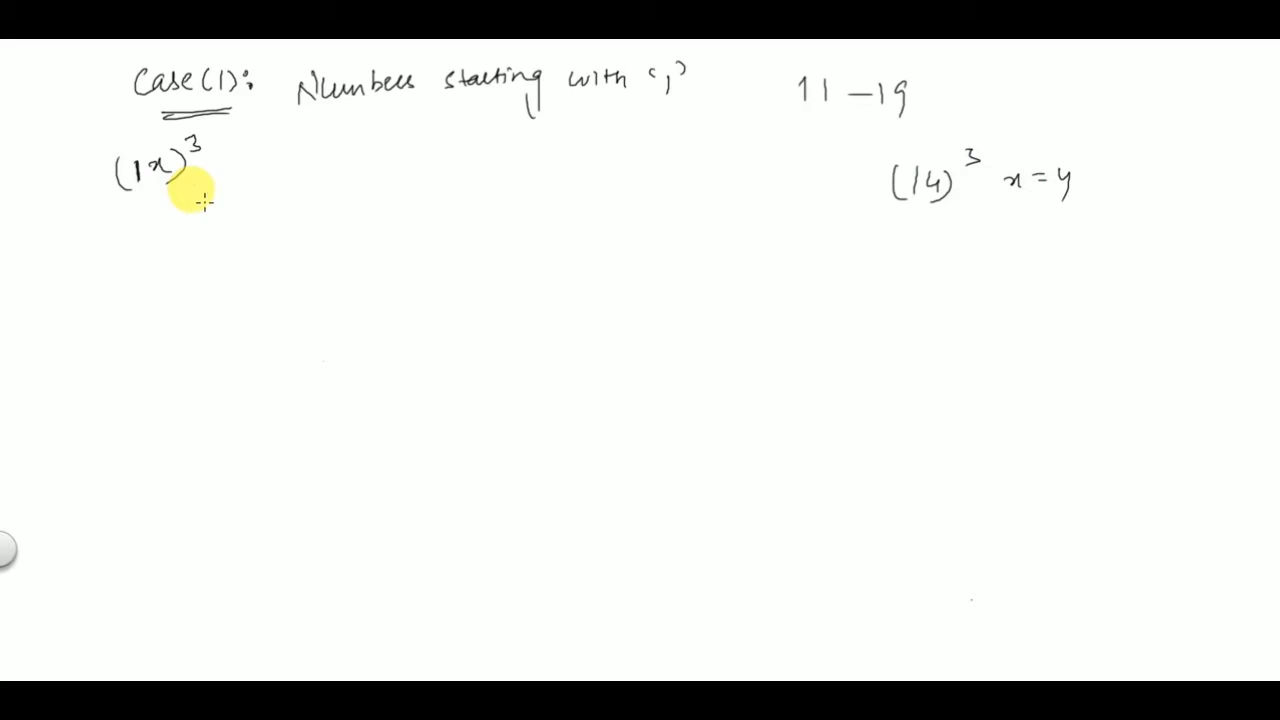 Case(1): Numbers starting with '1' 11 - 19
(1x)³ (14)³ x = 4